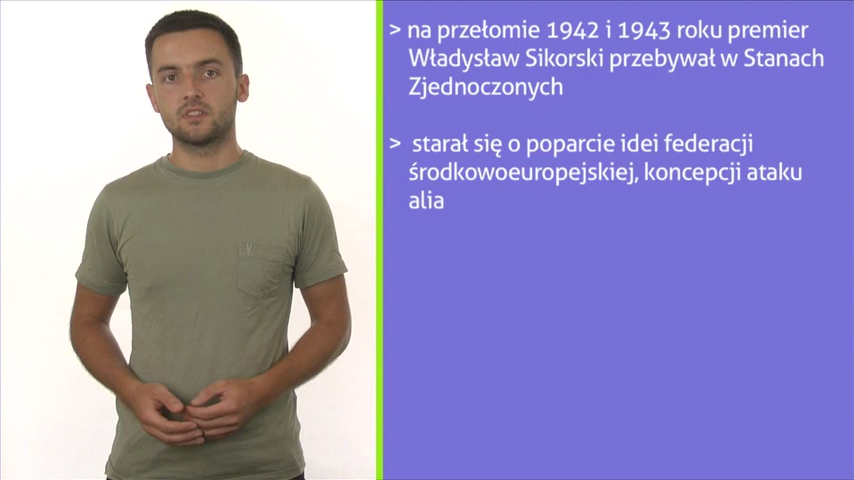 > na przełomie 1942 i 1943 roku premier
Władysław Sikorski przebywał w Stanach
Zjednoczonych
> starał się o poparcie idei federacji
środkowoeuropejskiej, koncepcji ataku
alia